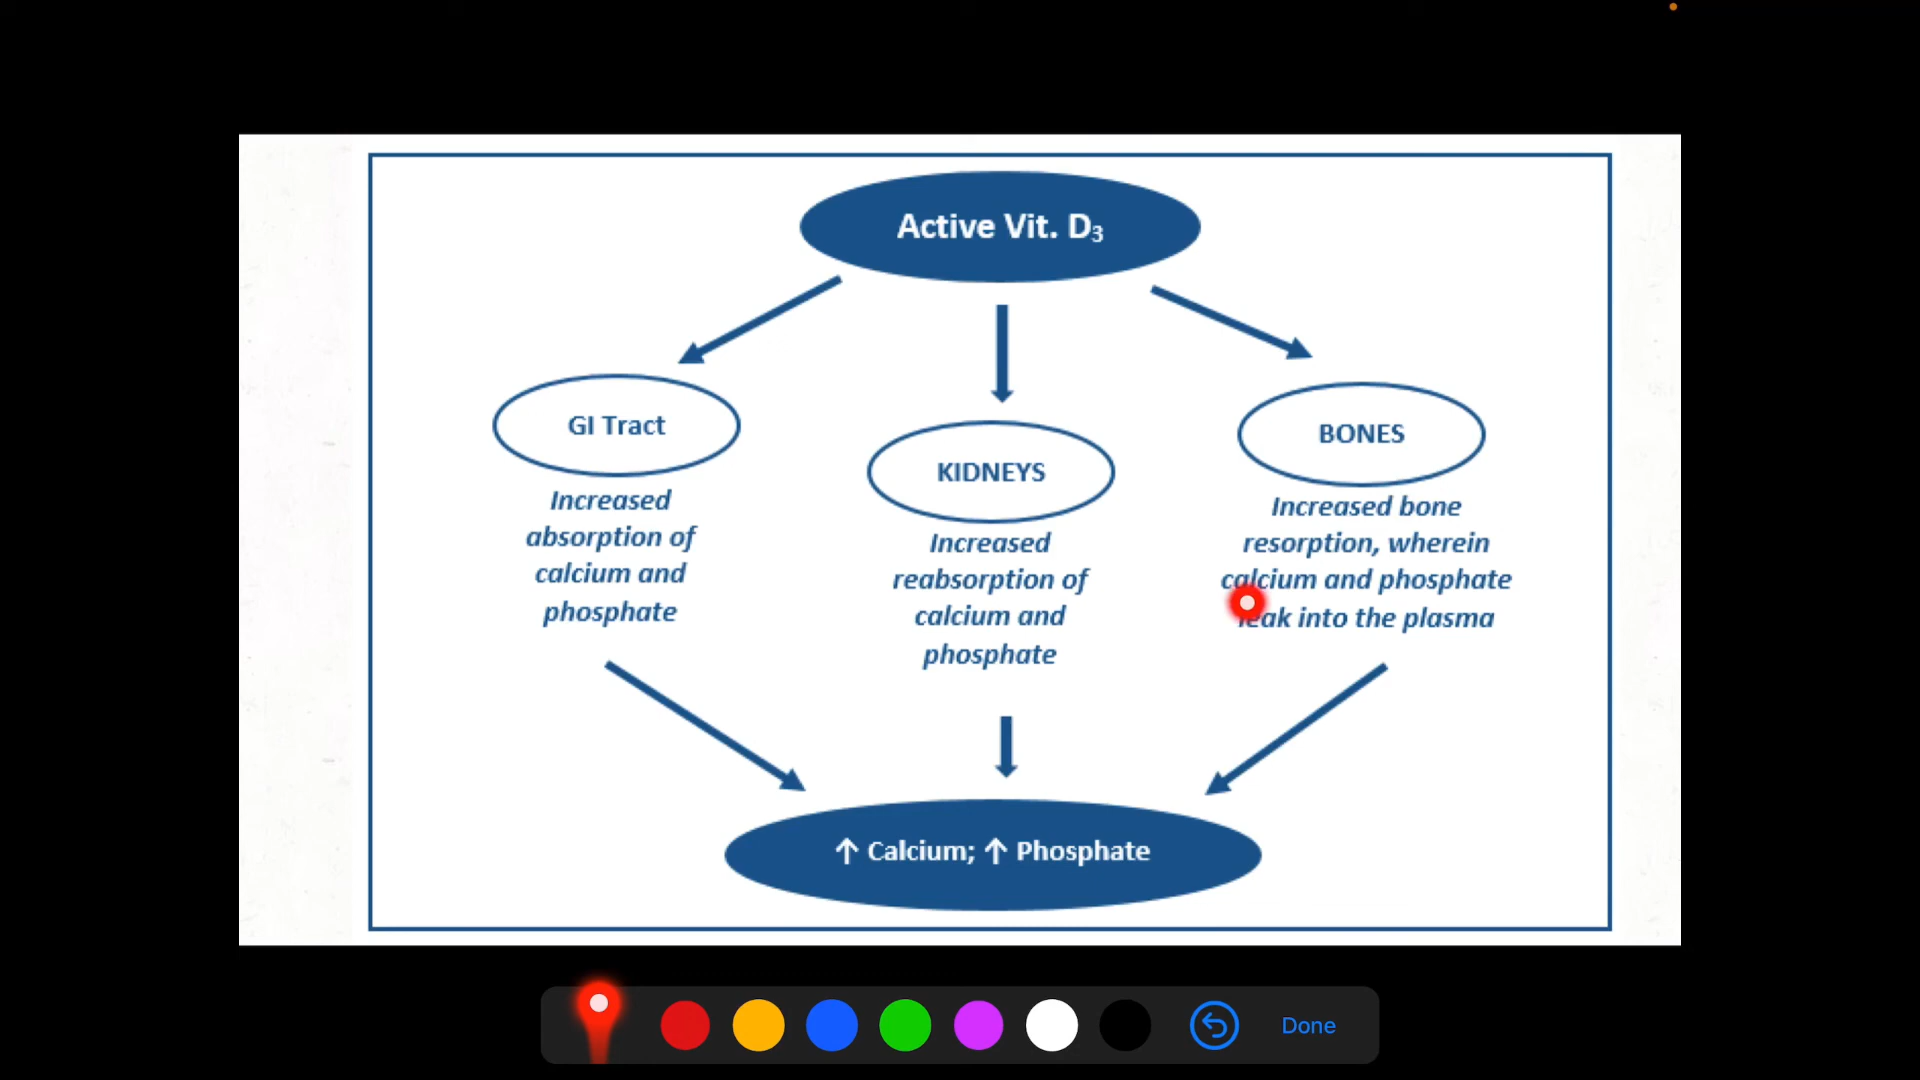 Active Vit. D₃
GI Tract
Increased
absorption of
calcium and
phosphate
KIDNEYS
Increased
reabsorption of
calcium and
phosphate
BONES
Increased bone
resorption, wherein
calcium and phosphate
leak into the plasma
↑ Calcium; ↑ Phosphate
Done